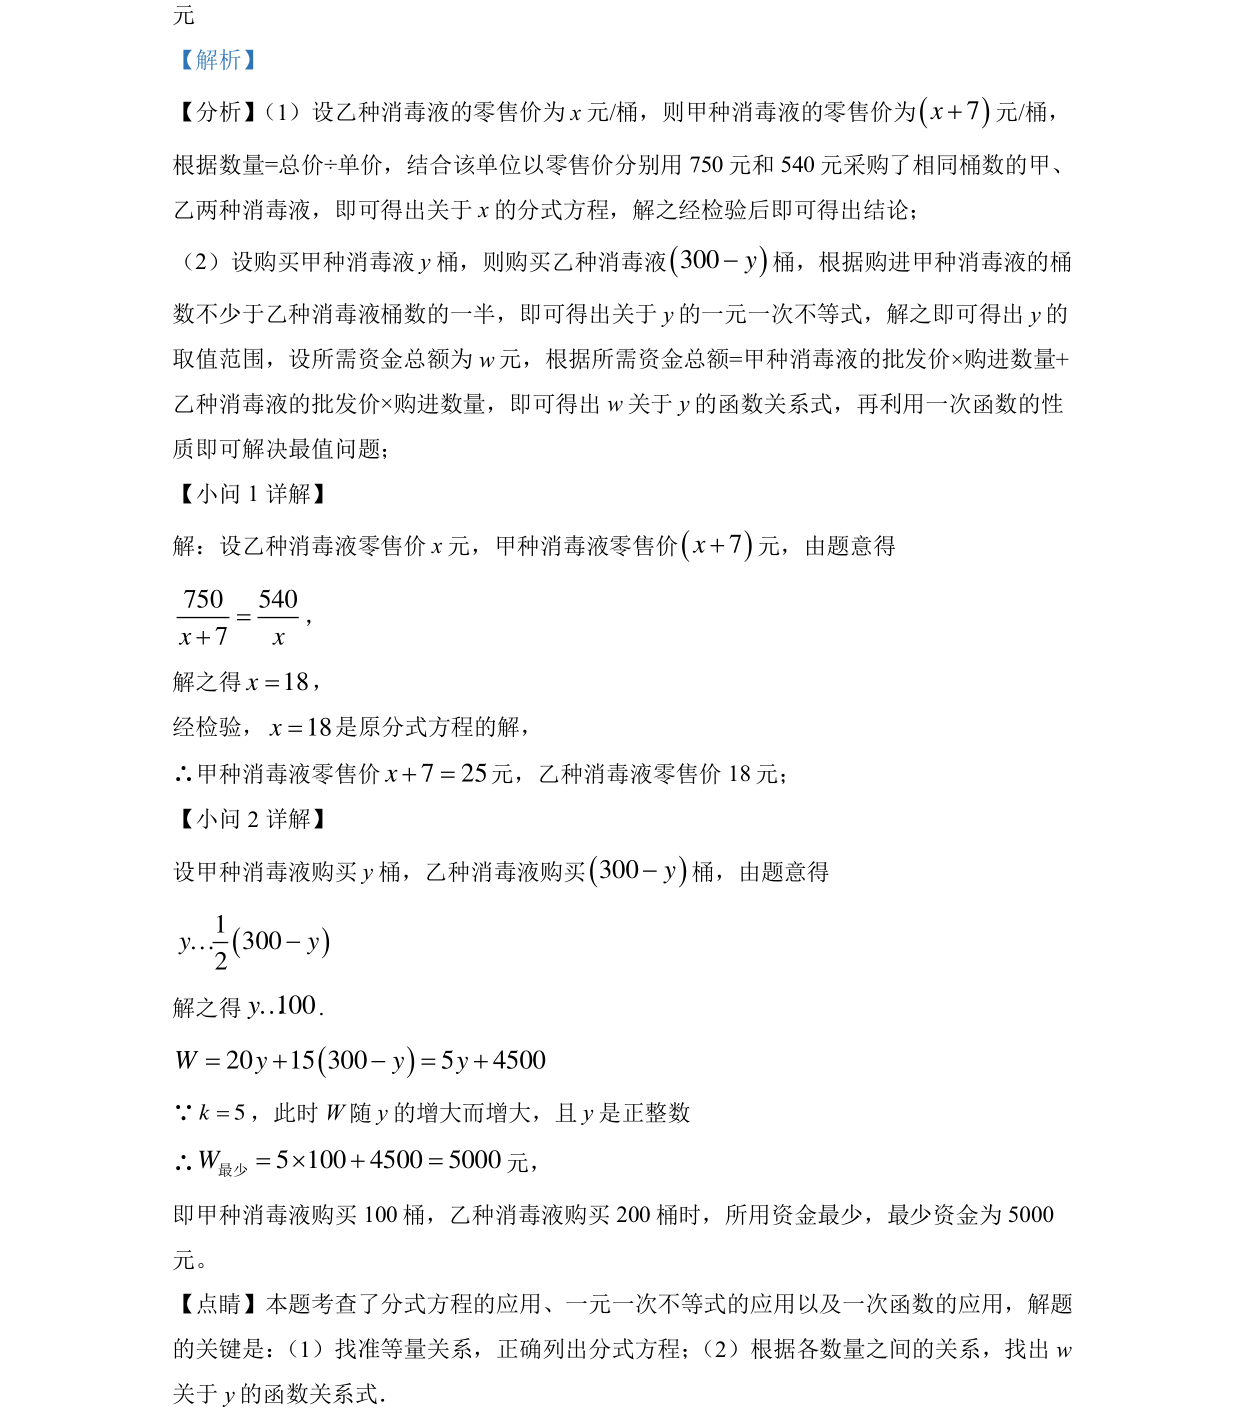 元
【解析】
【分析】（1）设乙种消毒液的零售价为 x 元/桶，则甲种消毒液的零售价为(x+7)元/桶，
根据数量=总价÷单价，结合该单位以零售价分别用 750 元和 540 元采购了相同桶数的甲、
乙两种消毒液，即可得出关于 x 的分式方程，解之经检验后即可得出结论；
（2）设购买甲种消毒液 y 桶，则购买乙种消毒液(300−y)桶，根据购进甲种消毒液的桶
数不少于乙种消毒液桶数的一半，即可得出关于 y 的一元一次不等式，解之即可得出 y 的
取值范围，设所需资金总额为 w 元，根据所需资金总额=甲种消毒液的批发价×购进数量+
乙种消毒液的批发价×购进数量，即可得出 w 关于 y 的函数关系式，再利用一次函数的性
质即可解决最值问题；
【小问 1 详解】
解：设乙种消毒液零售价 x 元，甲种消毒液零售价(x+7)元，由题意得
750/(x+7) = 540/x，
解之得 x=18，
经检验， x=18是原分式方程的解，
∴甲种消毒液零售价 x+7=25元，乙种消毒液零售价 18 元；
【小问 2 详解】
设甲种消毒液购买 y 桶，乙种消毒液购买(300−y)桶，由题意得
y…1/2(300−y)
解之得 y…100.
W=20y+15(300−y)=5y+4500
∵ k=5，此时 W 随 y 的增大而增大，且 y 是正整数
∴W最少=5×100+4500=5000 元，
即甲种消毒液购买 100 桶，乙种消毒液购买 200 桶时，所用资金最少，最少资金为 5000
元。
【点睛】本题考查了分式方程的应用、一元一次不等式的应用以及一次函数的应用，解题
的关键是：（1）找准等量关系，正确列出分式方程；（2）根据各数量之间的关系，找出 w
关于 y 的函数关系式．